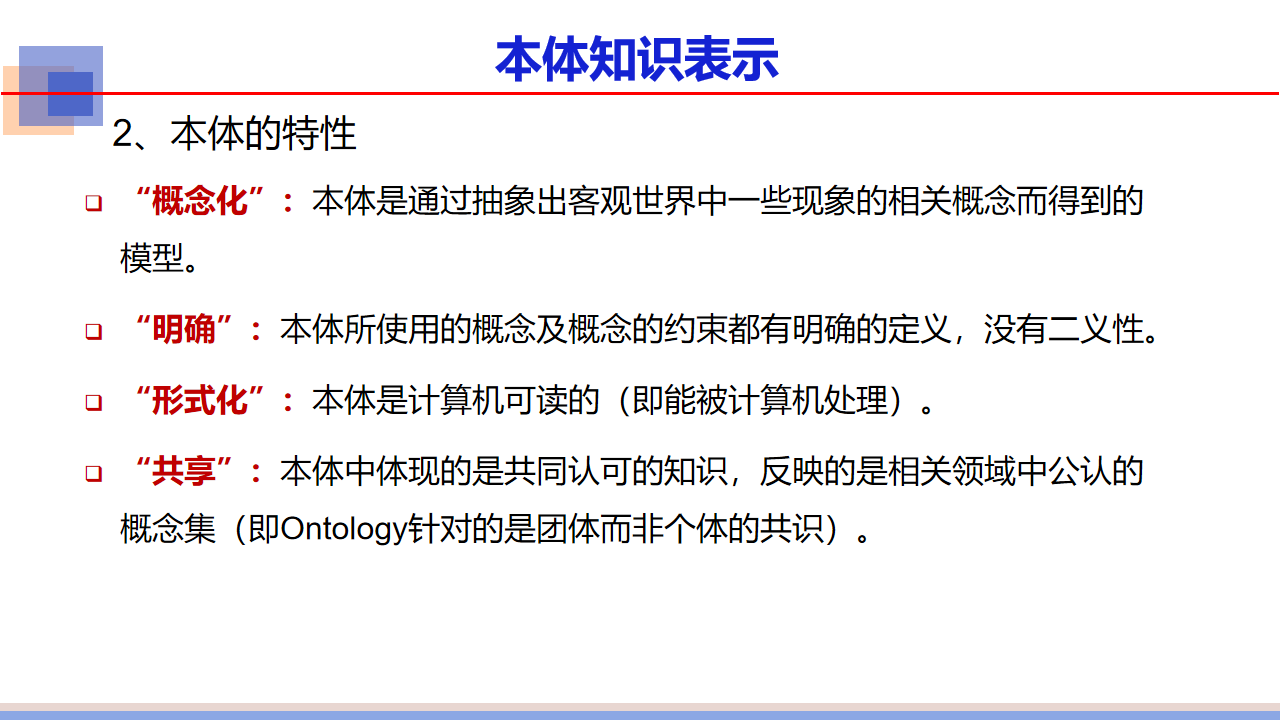 本体知识表示
2、本体的特性
“概念化”：本体是通过抽象出客观世界中一些现象的相关概念而得到的
模型。
“明确”：本体所使用的概念及概念的约束都有明确的定义，没有二义性。
“形式化”：本体是计算机可读的（即能被计算机处理）。
“共享”：本体中体现的是共同认可的知识，反映的是相关领域中公认的
概念集（即Ontology针对的是团体而非个体的共识）。